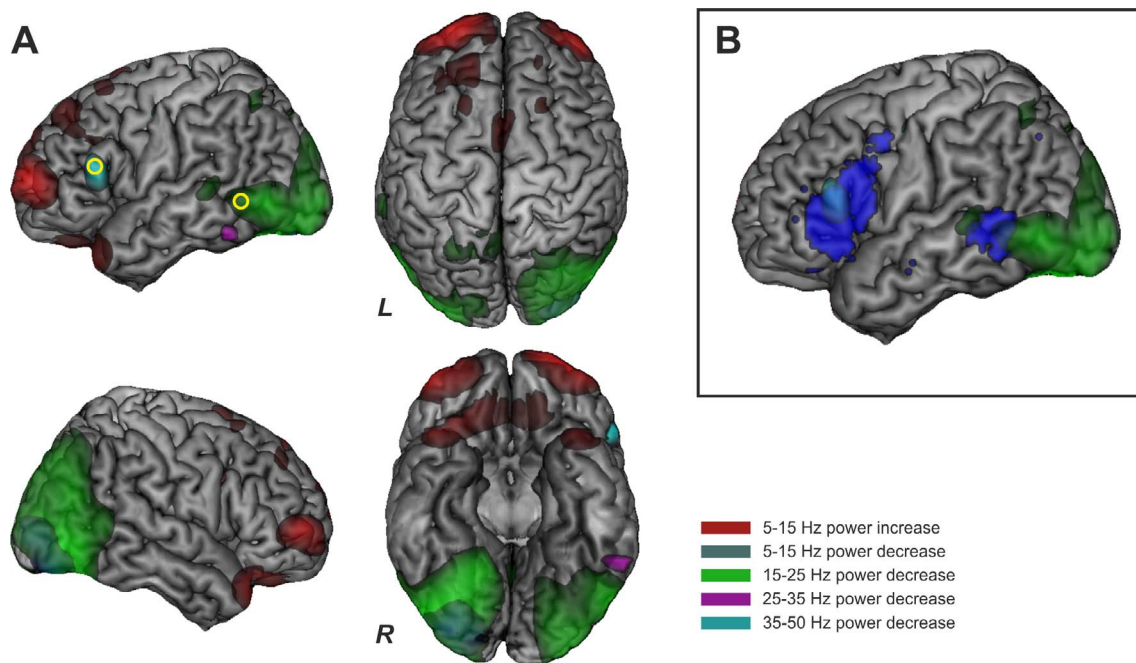 A
B
L
R
5-15 Hz power increase
5-15 Hz power decrease
15-25 Hz power decrease
25-35 Hz power decrease
35-50 Hz power decrease